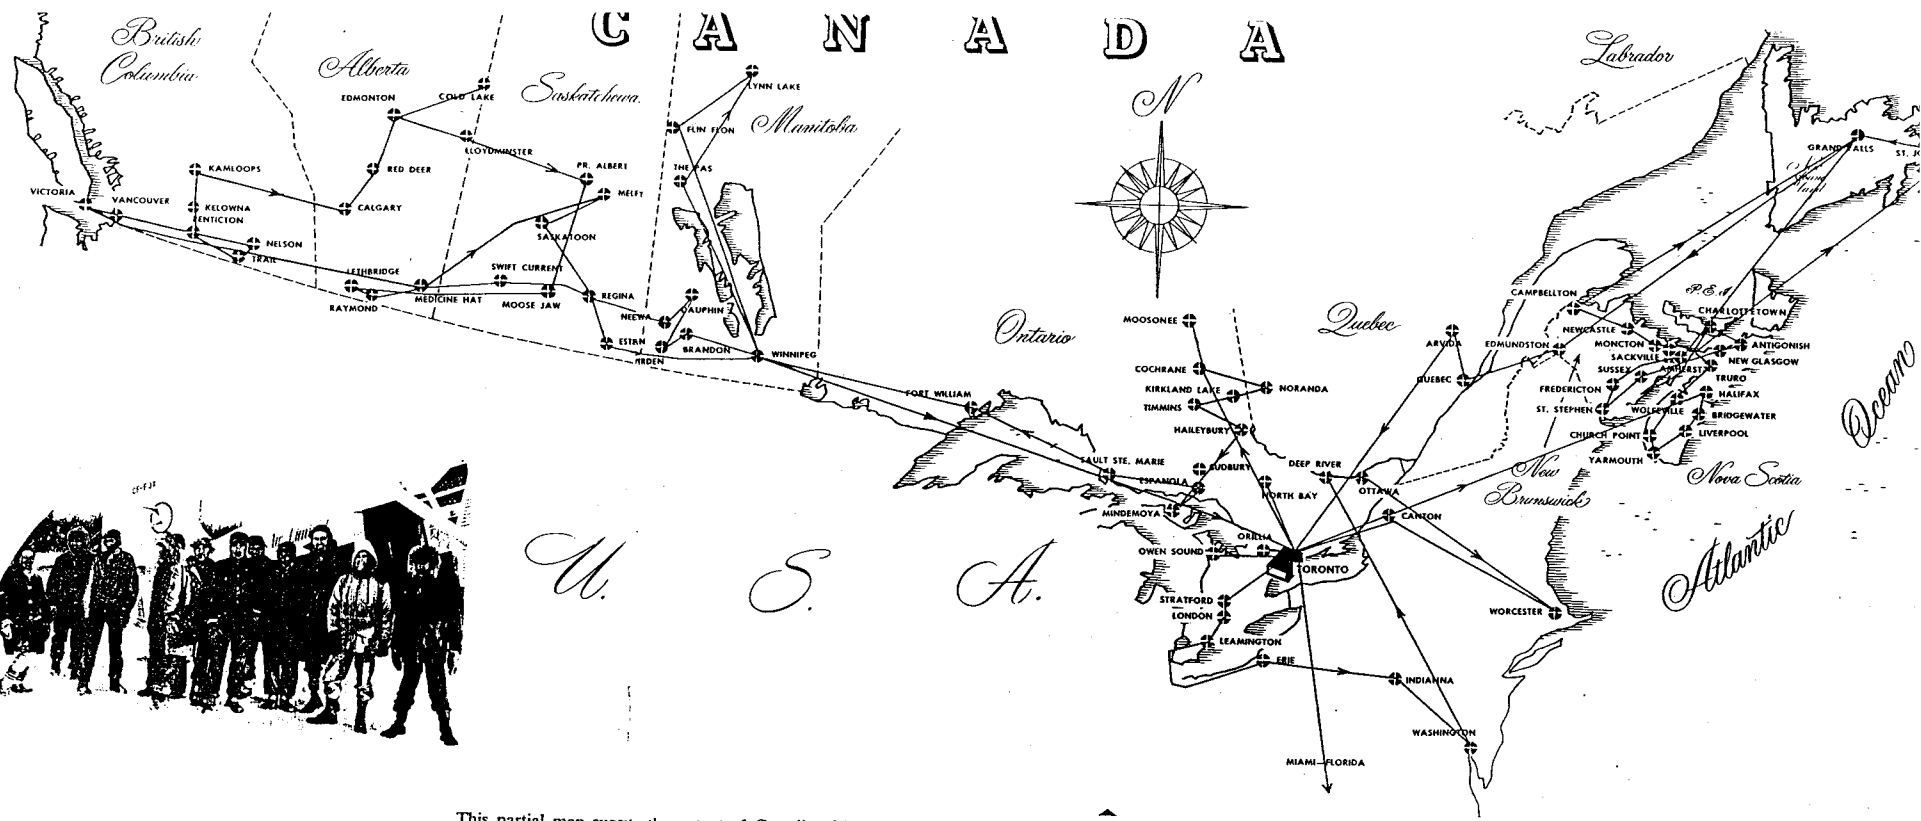 CANADA
British
Columbia
Alberta
Saskatchewa.
Manitoba
Labrador
N
EDMONTON
COLD LAKE
LYNN LAKE
FLIN FLON
LLOYDMINSTER
THE PAS
PR. ALBERT
KAMLOOPS
RED DEER
VICTORIA
VANCOUVER
KELOWNA
PENTICTON
CALGARY
SASKATOON
NELSON
TRAIL
LETHBRIDGE
SWIFT CURRENT
RAYMOND
MEDICINE HAT
MOOSE JAW
REGINA
DAUPHIN
BRANDON
WINNIPEG
GRAND FALLS
P.E.I
CHARLOTTETOWN
CAMPBELLTON
NEWCASTLE
MONCTON
ANTIGONISH
SACKVILLE
NEW GLASGOW
SUSSEX
AMHERST
TRURO
FREDERICTON
HALIFAX
ST. STEPHEN
WOLFVILLE
BRIDGEWATER
CHURCH POINT
LIVERPOOL
YARMOUTH
Ontario
Quebec
MOOSONEE
ARVIDA
EDMUNDSTON
COCHRANE
QUEBEC
KIRKLAND LAKE
NORANDA
TIMMINS
FORT WILLIAM
HAILEYBURY
SAULT STE. MARIE
SUDBURY
DEEP RIVER
ESPANOLA
NORTH BAY
OTTAWA
MINDEMOYA
CANTON
New
Brunswick
Nova Scotia
Atlantic
Ocean
ORILLIA
OWEN SOUND
TORONTO
STRATFORD
LONDON
LEAMINGTON
ERIE
WORCESTER
INDIANNA
WASHINGTON
MIAMI-FLORIDA
U. S. A.
This partial map